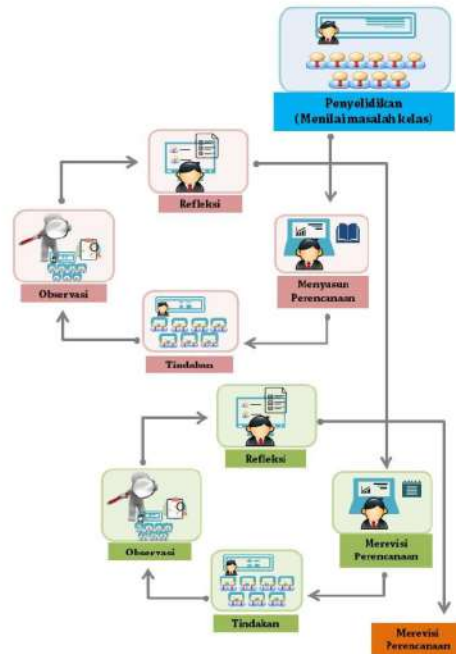 Penyelidikan
(Menilai masalah kelas)
Refleksi
Observasi
Menyusun
Perencanaan
Tindakan
Refleksi
Observasi
Merevisi
Perencanaan
Tindakan
Merevisi
Perencanaan